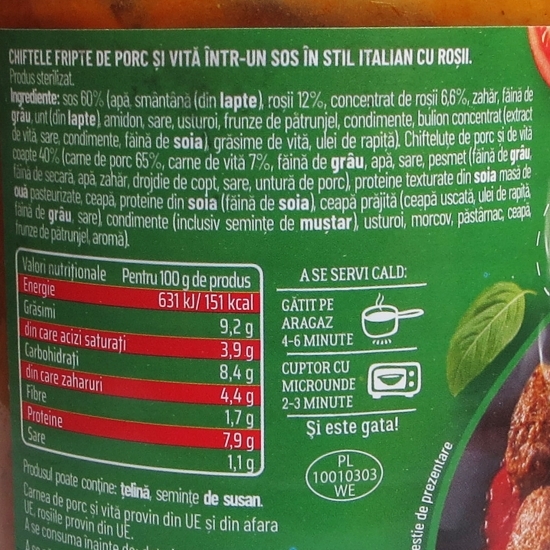 CHIFTELE FRIPTE DE PORC ȘI VITĂ ÎNTR-UN SOS ÎN STIL ITALIAN CU ROȘII.
Produs sterilizat.
Ingrediente: sos 60% (apă, smântână (din lapte), roșii 12%, concentrat de roșii 6,6%, zahăr, făină de
grâu, unt (din lapte), amidon, sare, usturoi, frunze de pătrunjel, condimente, bulion concentrat (extract
de vită, sare, condimente, făină de soia), grăsime de vită, ulei de rapiță). Chifteluțe de porc și de vită
coapte 40% (carne de porc 65%, carne de vită 7%, făină de grâu, apă, sare, pesmet (făină de grâu,
făină de secară, apă, zahăr, drojdie de copt, sare, untură de porc), proteine texturate din soia masă de
ouă pasteurizate, ceapă, proteine din soia (făină de soia), ceapă prăjită (ceapă uscată, ulei de rapiță,
făină de grâu, sare), condimente (inclusiv semințe de muștar), usturoi, morcov, păstârnac, ceapă,
frunze de pătrunjel, aromă).
Valori nutriționale Pentru 100 g de produs
Energie 631 kJ/ 151 kcal
Grăsimi 9,2 g
din care acizi saturați 3,9 g
Carbohidrați 8,4 g
din care zaharuri 4,4 g
Fibre 1,7 g
Proteine 7,9 g
Sare 1,1 g
A SE SERVI CALD:
GĂTIT PE
ARAGAZ
4-6 MINUTE
CUPTOR CU
MICROUNDE
2-3 MINUTE
Și este gata!
PL
10010303
WE
Produsul poate conține: țelină, semințe de susan.
Carnea de porc și vită provin din UE și din afara
UE, roșiile provin din UE.
A se consuma înainte
de prezentare